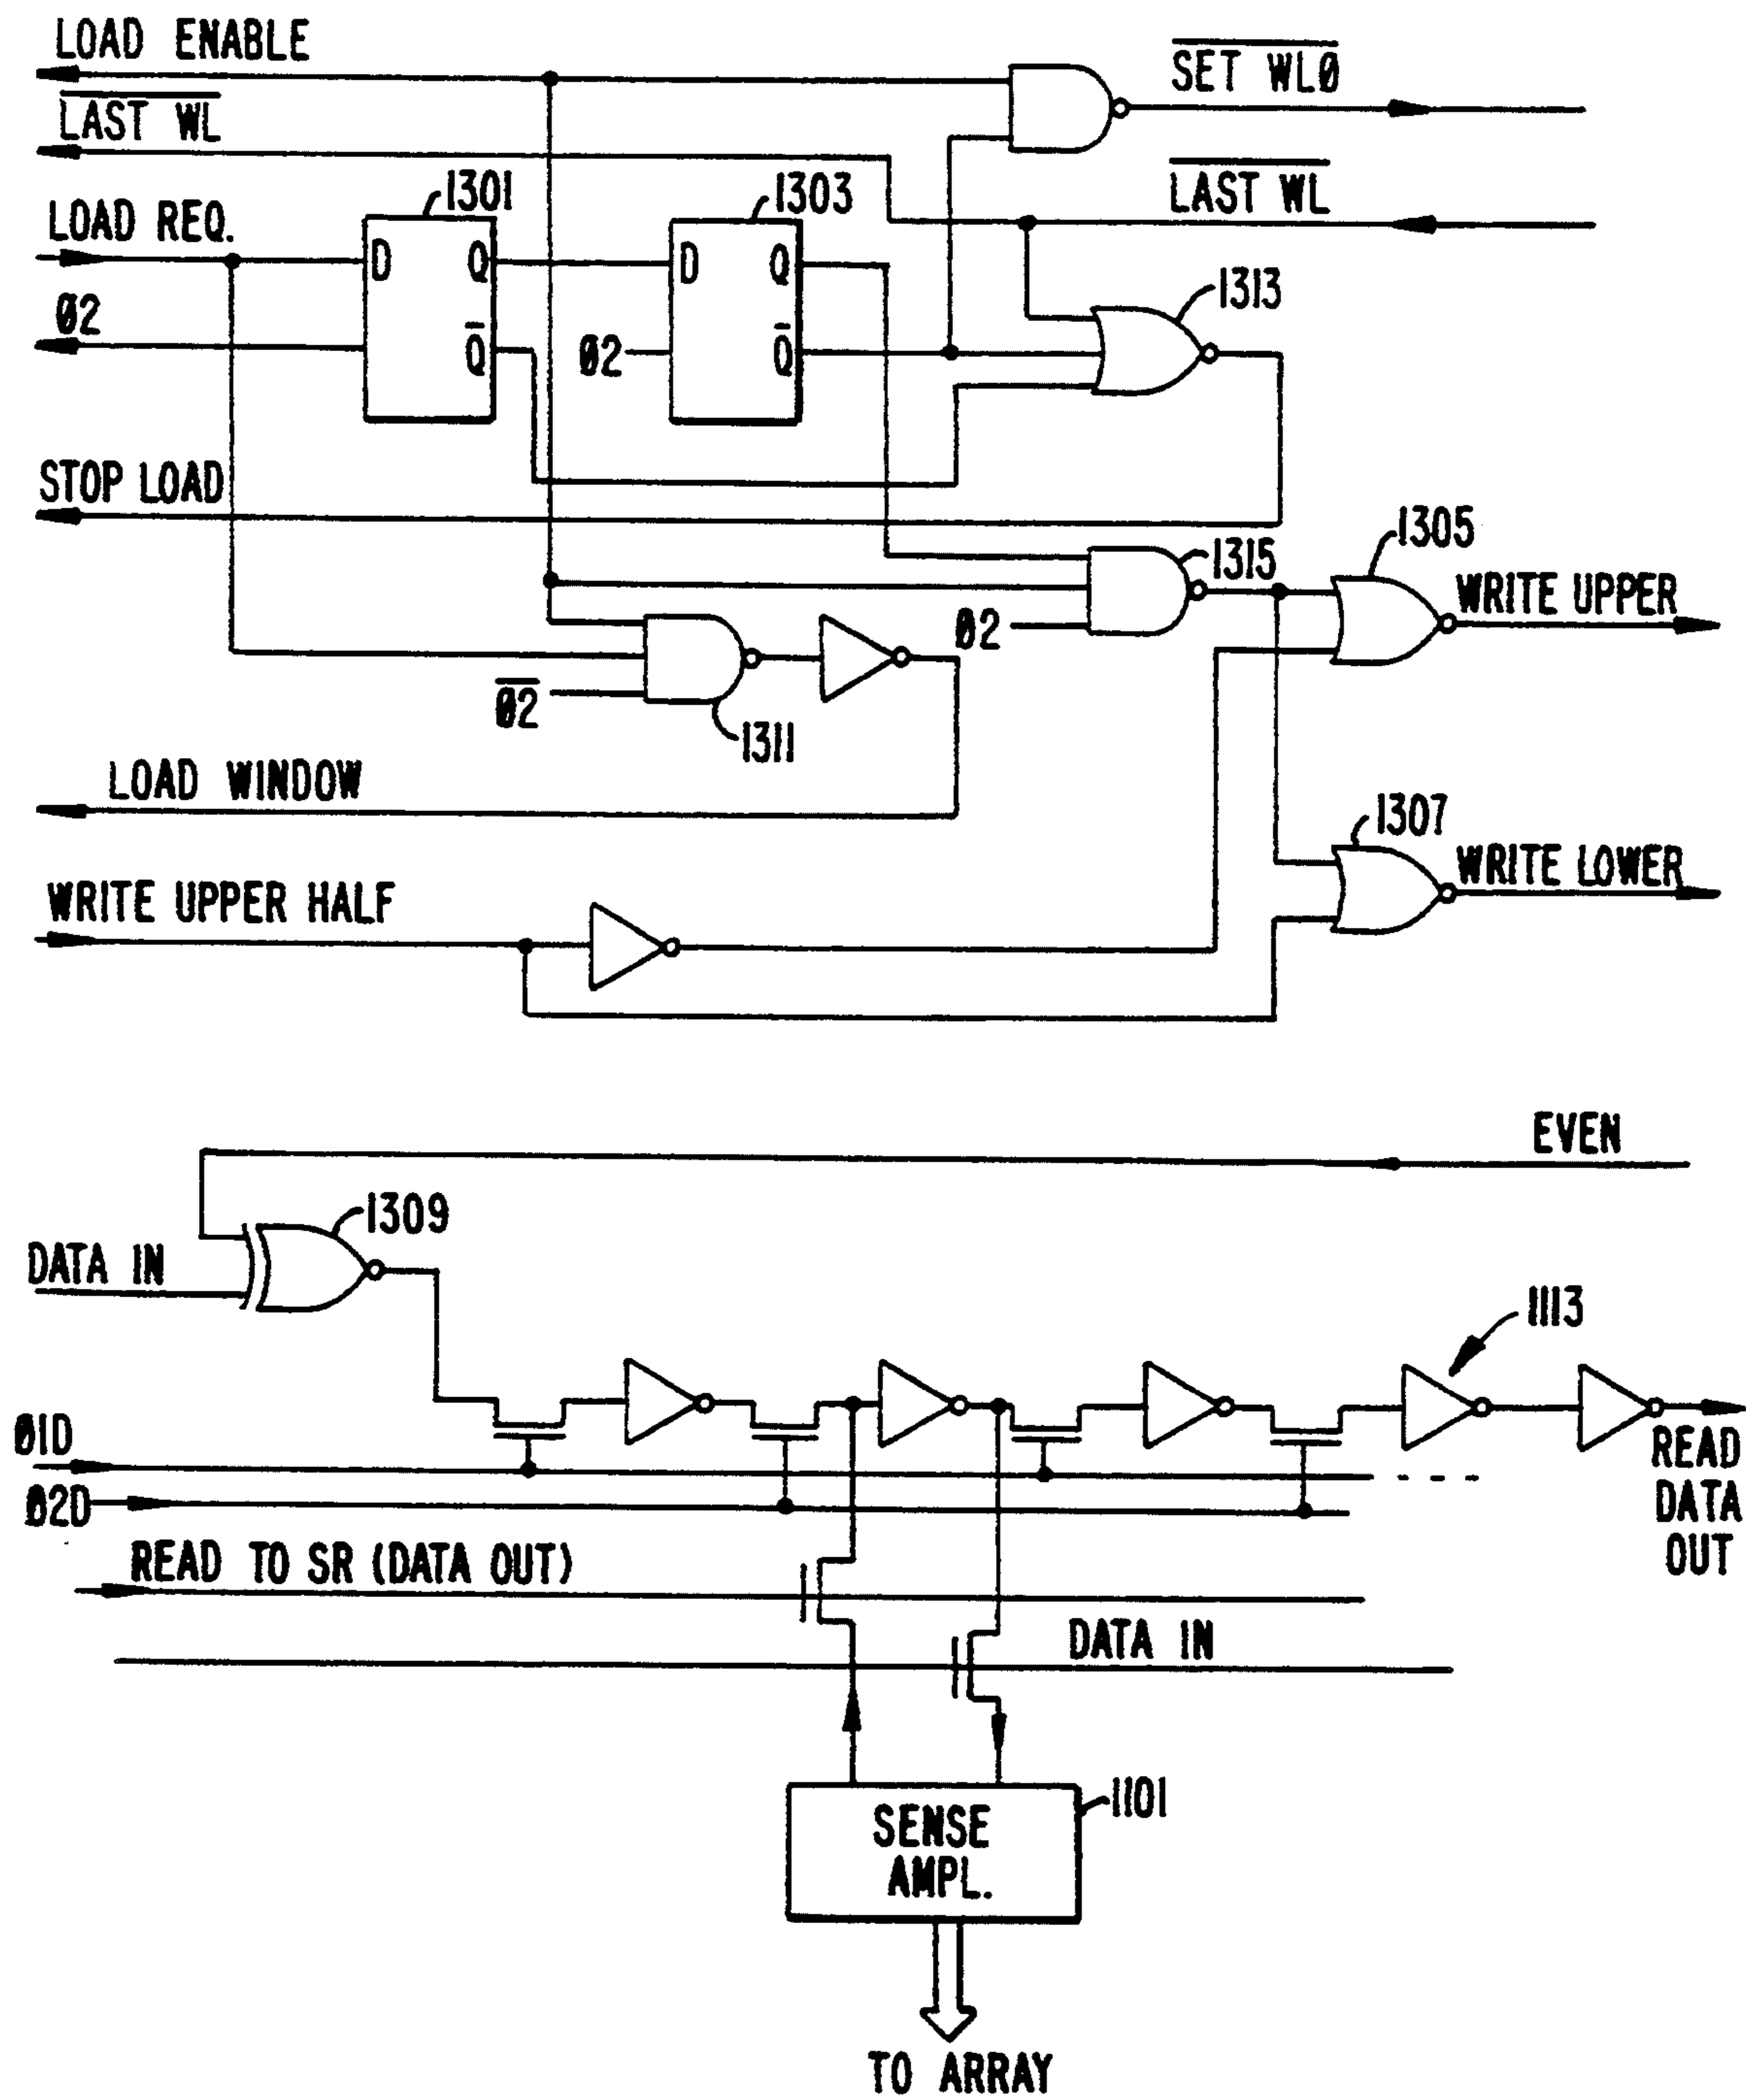 LOAD ENABLE
SET WLØ
LAST WL
LAST WL
1301
1303
LOAD REQ.
D Q
D Q
1313
Ø2
Q
Ø2
Q
STOP LOAD
1315
1305
WRITE UPPER
Ø2
Ø2
1311
LOAD WINDOW
1307
WRITE LOWER
WRITE UPPER HALF
EVEN
1309
DATA IN
1113
Ø1D
READ
DATA
OUT
Ø2D
READ TO SR (DATA OUT)
DATA IN
1101
SENSE
AMPL.
TO ARRAY